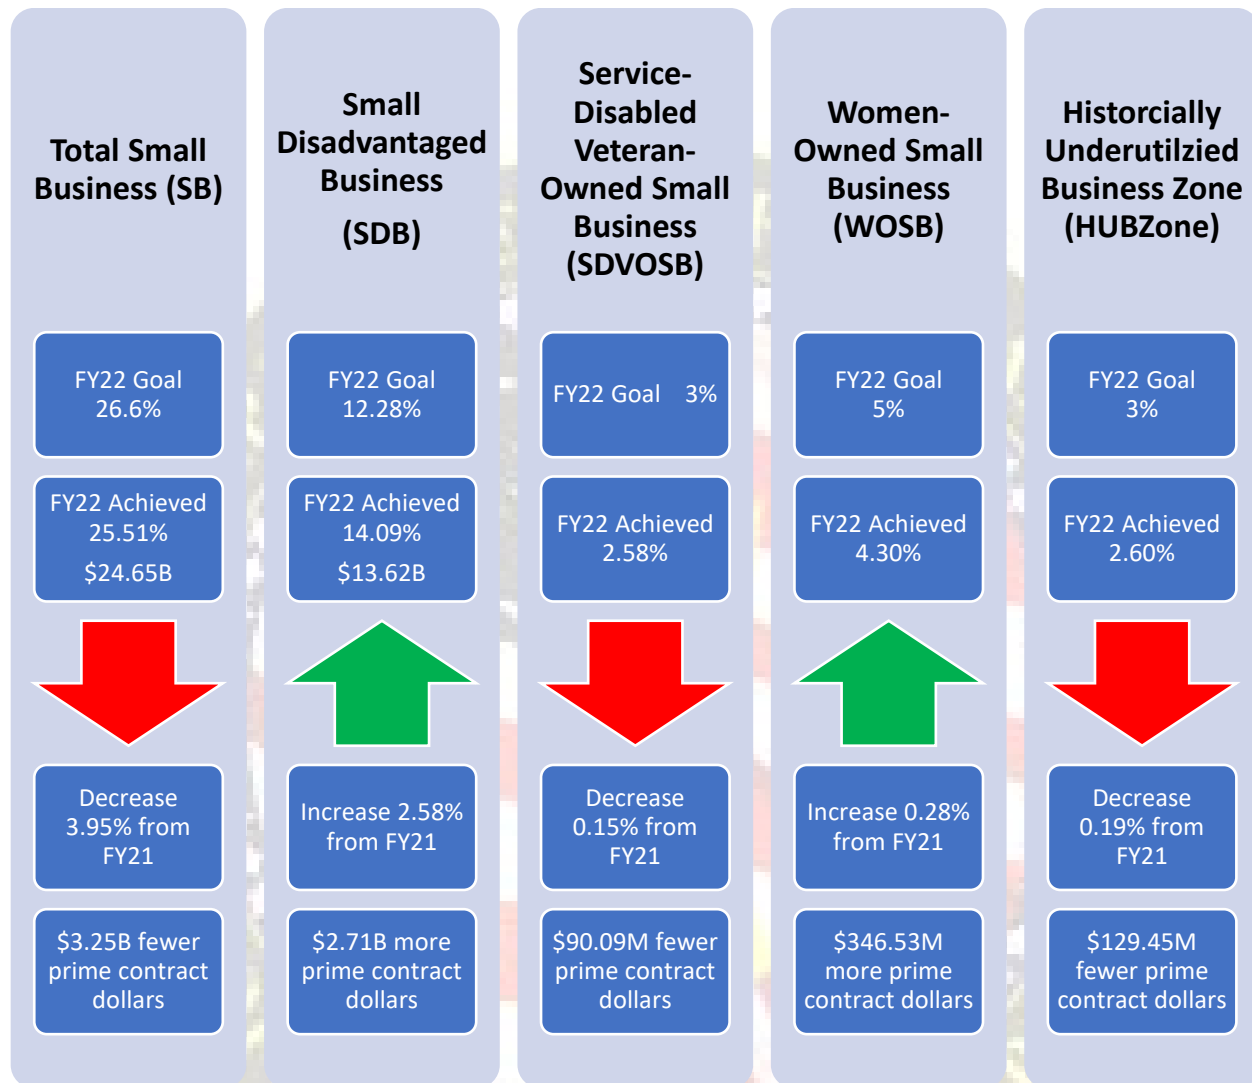 Total Small
Business (SB)
FY22 Goal
26.6%
FY22 Achieved
25.51%
$24.65B
Decrease
3.95% from
FY21
$3.25B fewer
prime contract
dollars
Small
Disadvantaged
Business
(SDB)
FY22 Goal
12.28%
FY22 Achieved
14.09%
$13.62B
Increase 2.58%
from FY21
$2.71B more
prime contract
dollars
Service-
Disabled
Veteran-
Owned Small
Business
(SDVOSB)
FY22 Goal 3%
FY22 Achieved
2.58%
Decrease
0.15% from
FY21
$90.09M fewer
prime contract
dollars
Women-
Owned Small
Business
(WOSB)
FY22 Goal
5%
FY22 Achieved
4.30%
Increase 0.28%
from FY21
$346.53M
more prime
contract dollars
Historcially
Underutilzied
Business Zone
(HUBZone)
FY22 Goal
3%
FY22 Achieved
2.60%
Decrease
0.19% from
FY21
$129.45M
fewer prime
contract dollars